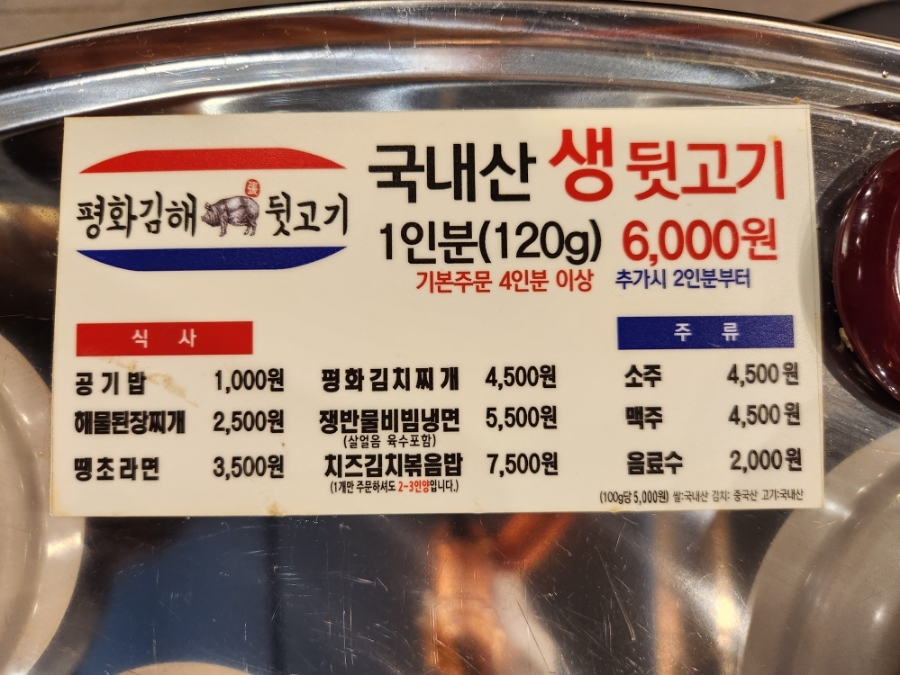 평화김해 뒷고기
張
국내산 생 뒷고기
1인분(120g) 6,000원
기본주문 4인분 이상 추가시 2인분부터
식 사
공기밥 1,000원
해물된장찌개 2,500원
땡초라면 3,500원
평화김치찌개 4,500원
쟁반물비빔냉면 5,500원
(살얼음 육수포함)
치즈김치볶음밥 7,500원
(1개만 주문하셔도 2~3인양입니다.)
주 류
소주 4,500원
맥주 4,500원
음료수 2,000원
(100g당 5,000원) 쌀:국내산 김치: 중국산 고기:국내산